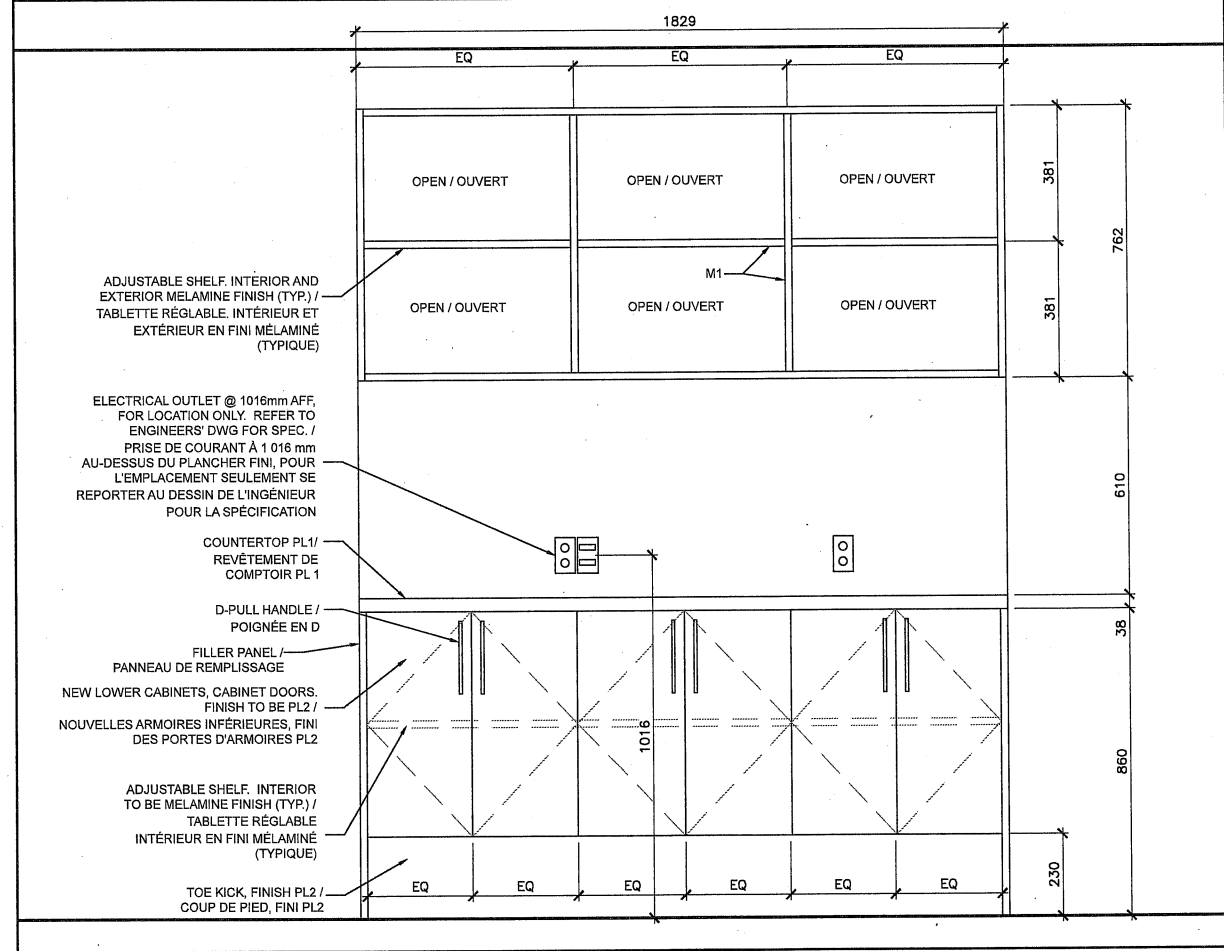 1829
EQ EQ EQ
OPEN / OUVERT OPEN / OUVERT OPEN / OUVERT
381
762
M1
ADJUSTABLE SHELF. INTERIOR AND
EXTERIOR MELAMINE FINISH (TYP.) /
TABLETTE RÉGLABLE. INTÉRIEUR ET
EXTÉRIEUR EN FINI MÉLAMINÉ
(TYPIQUE)
OPEN / OUVERT OPEN / OUVERT OPEN / OUVERT
381
ELECTRICAL OUTLET @ 1016mm AFF,
FOR LOCATION ONLY. REFER TO
ENGINEERS' DWG FOR SPEC. /
PRISE DE COURANT À 1 016 mm
AU-DESSUS DU PLANCHER FINI, POUR
L'EMPLACEMENT SEULEMENT SE
REPORTER AU DESSIN DE L'INGÉNIEUR
POUR LA SPÉCIFICATION
610
COUNTERTOP PL1/
REVÊTEMENT DE
COMPTOIR PL 1
D-PULL HANDLE /
POIGNÉE EN D
38
FILLER PANEL /
PANNEAU DE REMPLISSAGE
NEW LOWER CABINETS, CABINET DOORS.
FINISH TO BE PL2 /
NOUVELLES ARMOIRES INFÉRIEURES, FINI
DES PORTES D'ARMOIRES PL2
1016
860
ADJUSTABLE SHELF. INTERIOR
TO BE MELAMINE FINISH (TYP.) /
TABLETTE RÉGLABLE
INTÉRIEUR EN FINI MÉLAMINÉ
(TYPIQUE)
230
TOE KICK, FINISH PL2 /
COUP DE PIED, FINI PL2
EQ EQ EQ EQ EQ EQ